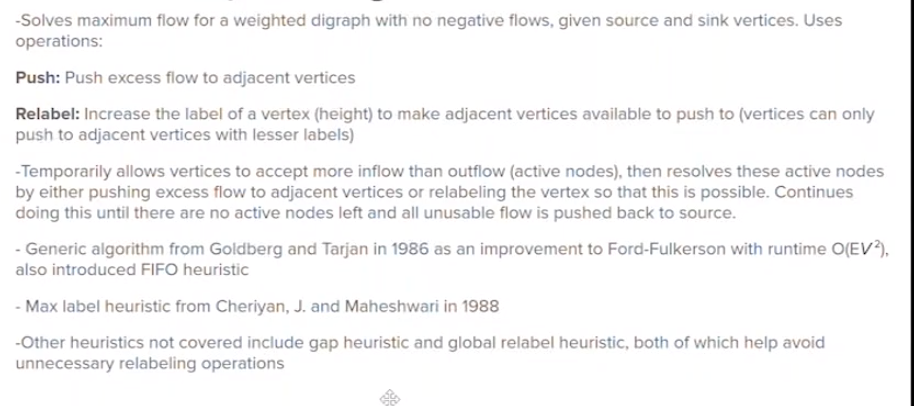 -Solves maximum flow for a weighted digraph with no negative flows, given source and sink vertices. Uses
operations:
Push: Push excess flow to adjacent vertices
Relabel: Increase the label of a vertex (height) to make adjacent vertices available to push to (vertices can only
push to adjacent vertices with lesser labels)
-Temporarily allows vertices to accept more inflow than outflow (active nodes), then resolves these active nodes
by either pushing excess flow to adjacent vertices or relabeling the vertex so that this is possible. Continues
doing this until there are no active nodes left and all unusable flow is pushed back to source.
- Generic algorithm from Goldberg and Tarjan in 1986 as an improvement to Ford-Fulkerson with runtime O(EV²),
also introduced FIFO heuristic
- Max label heuristic from Cheriyan, J. and Maheshwari in 1988
-Other heuristics not covered include gap heuristic and global relabel heuristic, both of which help avoid
unnecessary relabeling operations